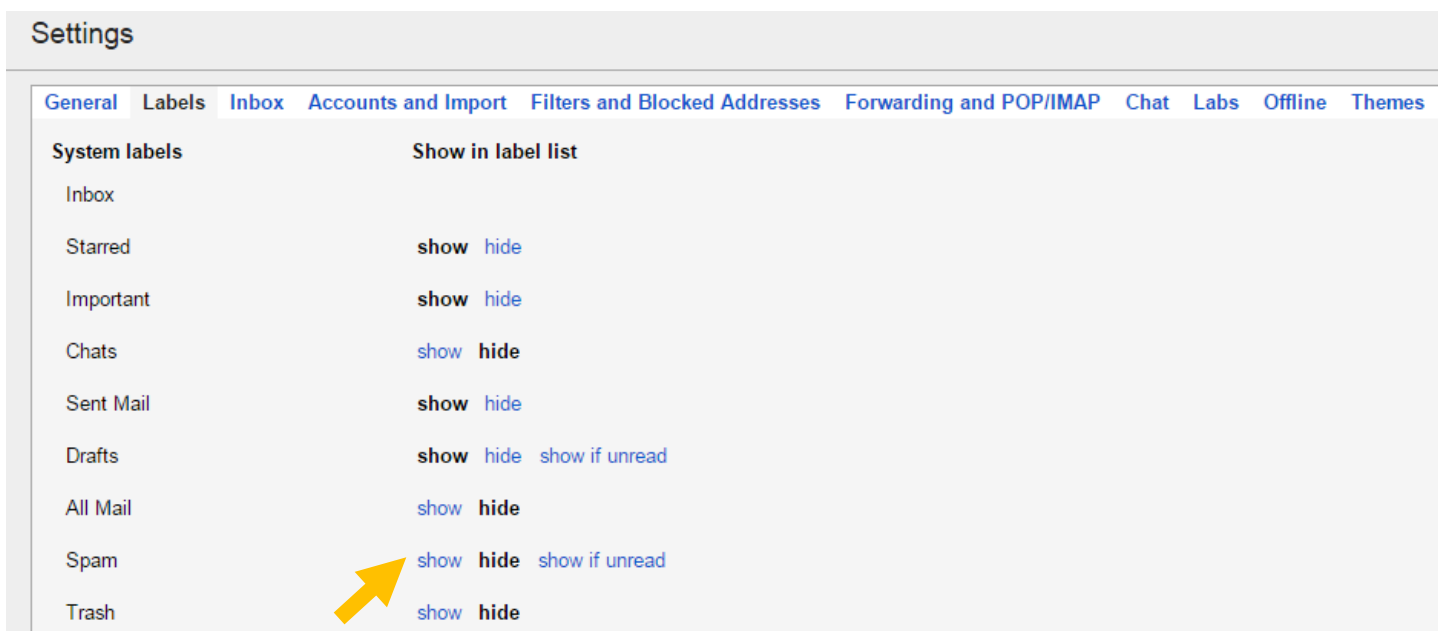 Settings
General Labels Inbox Accounts and Import Filters and Blocked Addresses Forwarding and POP/IMAP Chat Labs Offline Themes
System labels Show in label list
Inbox
Starred show hide
Important show hide
Chats show hide
Sent Mail show hide
Drafts show hide show if unread
All Mail show hide
Spam show hide show if unread
Trash show hide